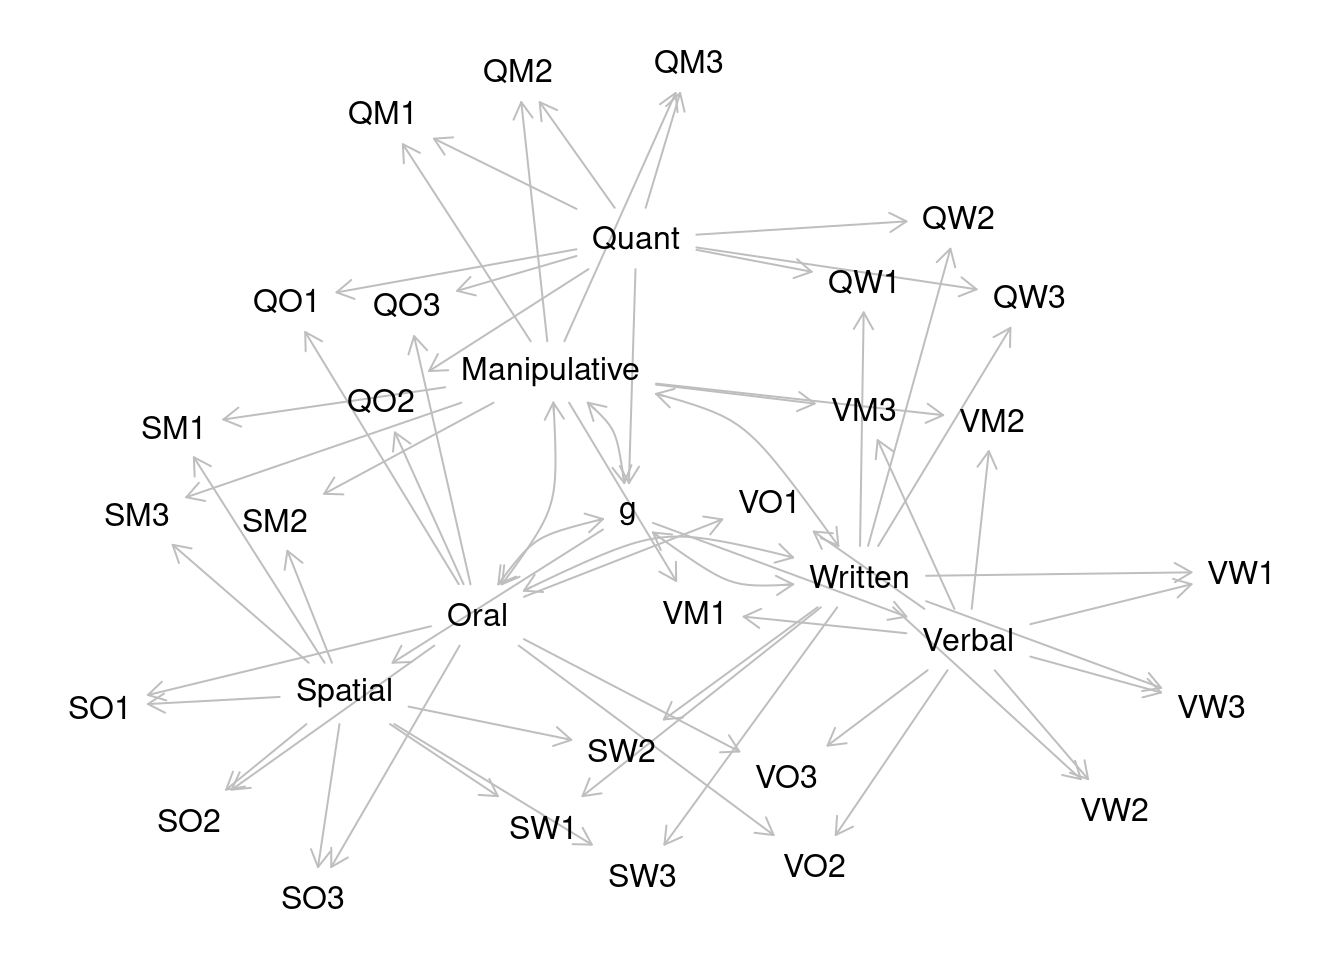 QM3
QM2
QM1
QW2
Quant
QW1
QW3
QO1
QO3
Manipulative
QO2
VM3
VM2
SM1
VO1
g
SM3
SM2
VW1
Written
VM1
Oral
Verbal
Spatial
SO1
VW3
SW2
VO3
VW2
SO2
SW1
VO2
SW3
SO3